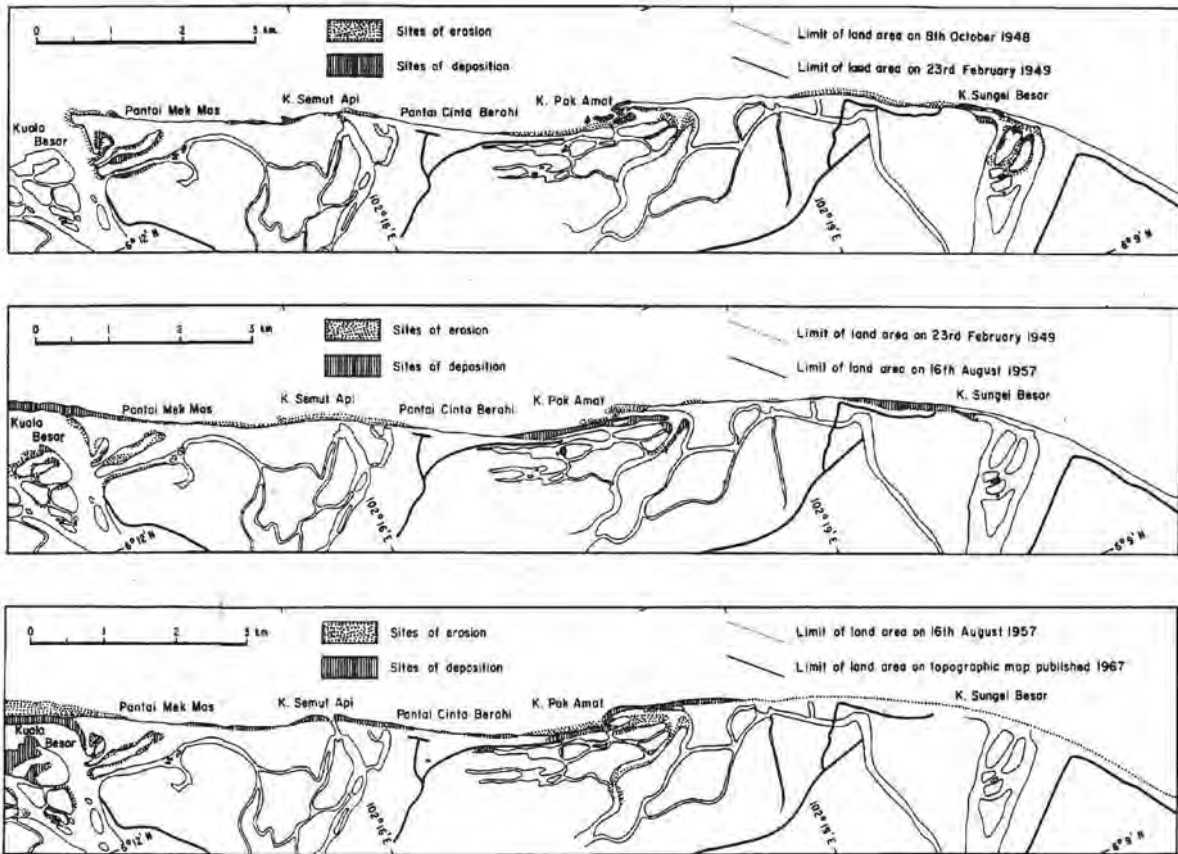 0 1 2 3 km.
Sites of erosion
Sites of deposition
Limit of land area on 8th October 1948
Limit of land area on 23rd February 1949
Kuala Besar
Pantai Mek Mas
K. Semut Api
Pantai Cinta Berahi
K. Pak Amat
K. Sungei Besar
6° 12' N
102° 16' E
102° 19' E
6° 9' N
0 1 2 3 km
Sites of erosion
Sites of deposition
Limit of land area on 23rd February 1949
Limit of land area on 16th August 1957
Kuala Besar
Pantai Mek Mas
K. Semut Api
Pantai Cinta Berahi
K. Pak Amat
K. Sungei Besar
6° 12' N
102° 16' E
102° 19' E
6° 9' N
0 1 2 3 km
Sites of erosion
Sites of deposition
Limit of land area on 16th August 1957
Limit of land area on topographic map published 1967
Kuala Besar
Pantai Mek Mas
K. Semut Api
Pantai Cinta Berahi
K. Pak Amat
K. Sungei Besar
6° 12' N
102° 16' E
102° 19' E
6° 9' N